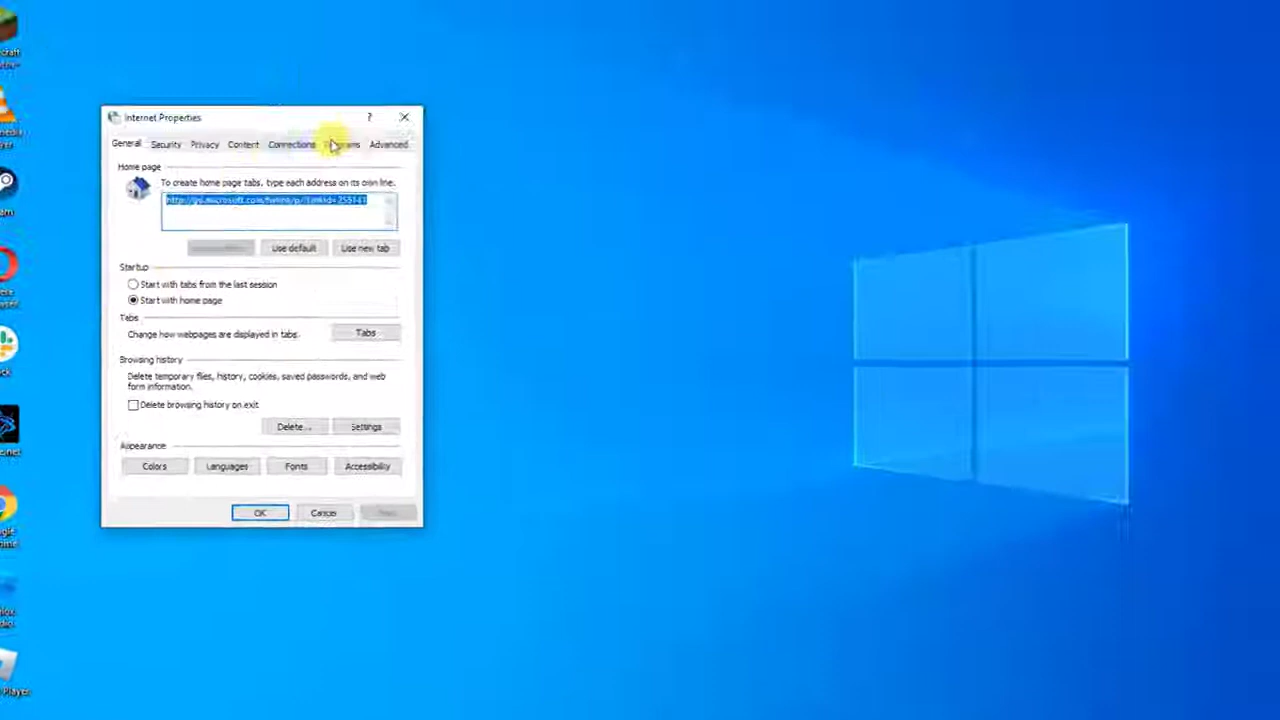 Internet Properties
?
General Security Privacy Content Connections Advanced
Home page
To create home page tabs, type each address on its own line.
Use default Use new tab
Startup
Start with tabs from the last session
Start with home page
Tabs
Change how webpages are displayed in tabs.
Tabs
Browsing history
Delete temporary files, history, cookies, saved passwords, and web
form information.
Delete browsing history on exit
Delete... Settings
Appearance
Colors Languages Fonts Accessibility
OK Cancel
Player